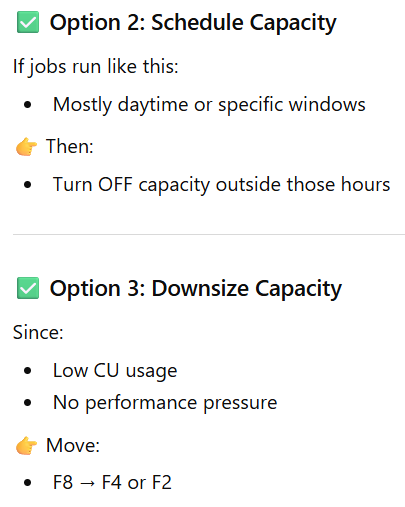 ✅ Option 2: Schedule Capacity
If jobs run like this:
• Mostly daytime or specific windows
👉 Then:
• Turn OFF capacity outside those hours
✅ Option 3: Downsize Capacity
Since:
• Low CU usage
• No performance pressure
👉 Move:
• F8 → F4 or F2